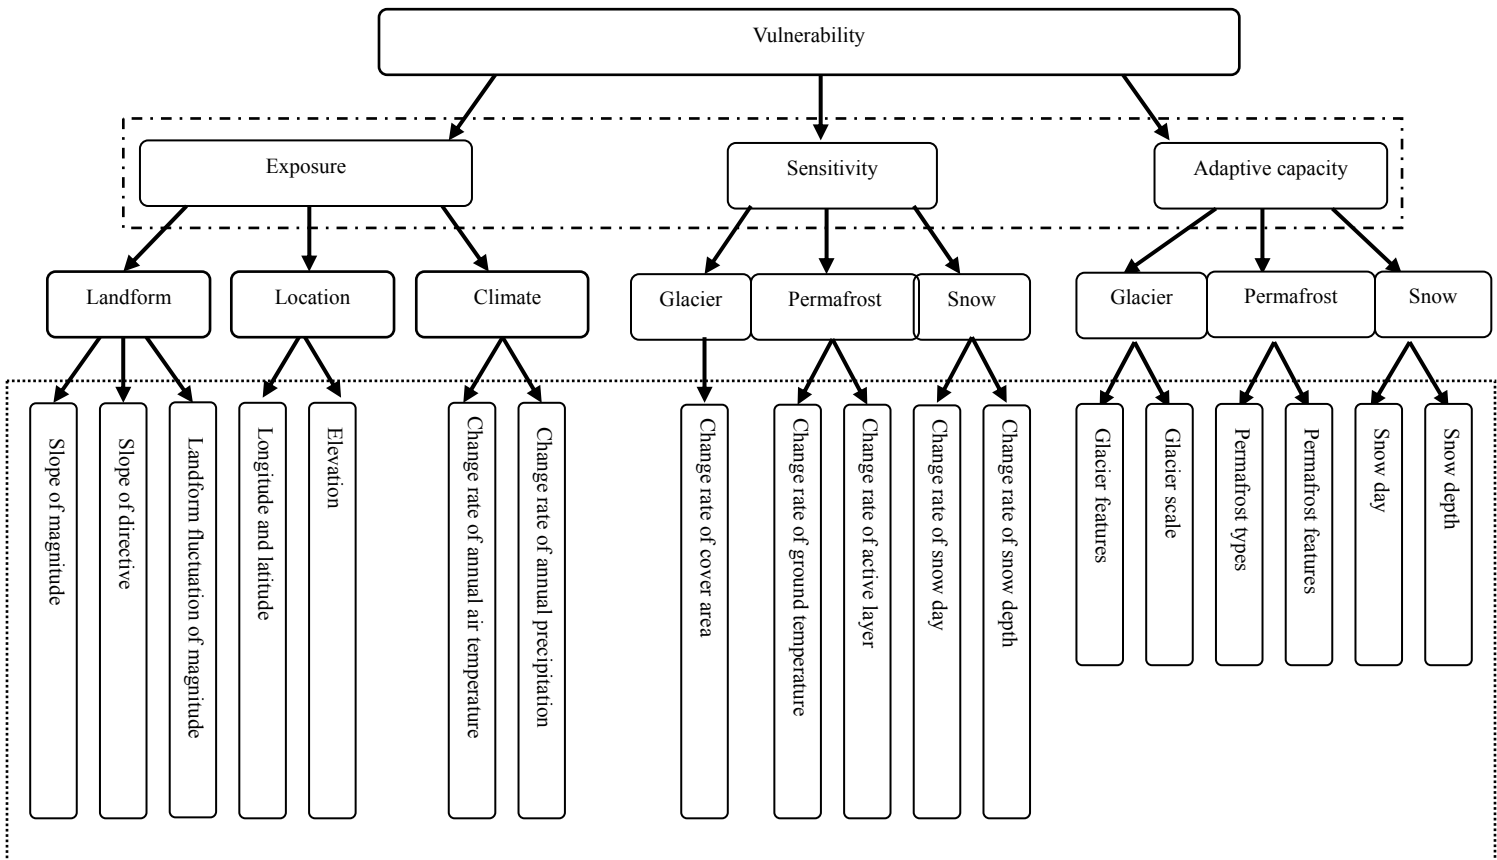 Vulnerability
Exposure
Sensitivity
Adaptive capacity
Landform
Location
Climate
Glacier
Permafrost
Snow
Glacier
Permafrost
Snow
Slope of magnitude
Slope of directive
Landform fluctuation of magnitude
Longitude and latitude
Elevation
Change rate of annual air temperature
Change rate of annual precipitation
Change rate of cover area
Change rate of ground temperature
Change rate of active layer
Change rate of snow day
Change rate of snow depth
Glacier features
Glacier scale
Permafrost types
Permafrost features
Snow day
Snow depth